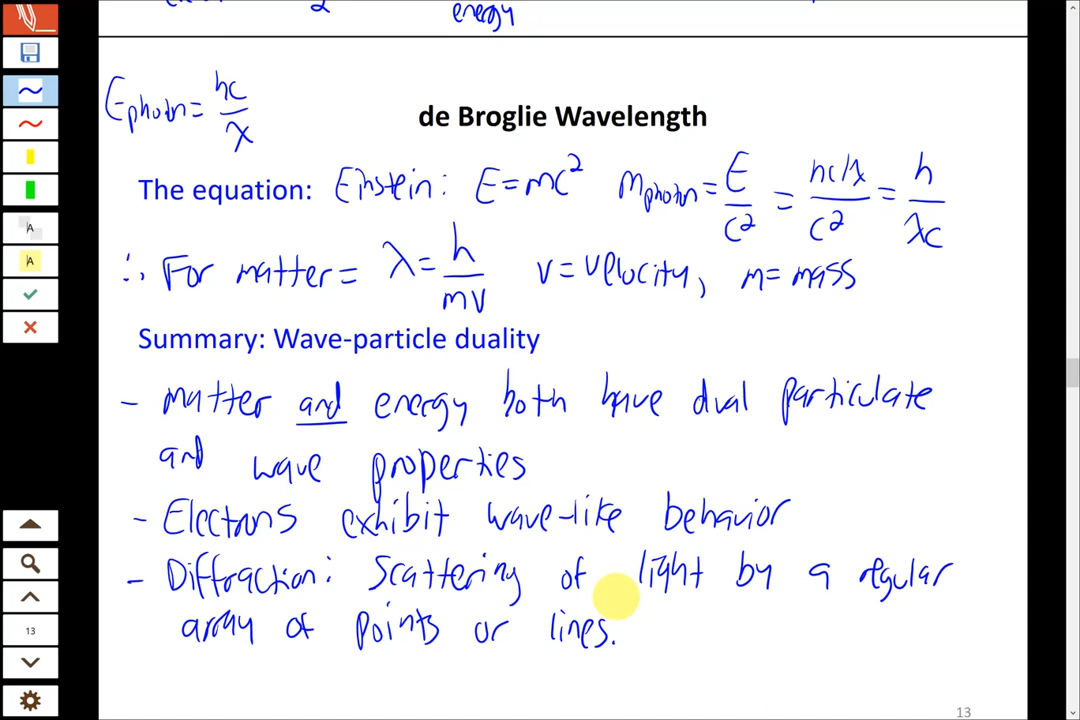 energy
2
E_photon = hc/λ
de Broglie Wavelength
The equation: Einstein: E = mc² m_photon = E/c² = hc/λ/c² = h/λc
∴ For matter = λ = h/mv v = velocity, m = mass
Summary: Wave-particle duality
- Matter and energy both have dual particulate
and wave properties
- Electrons exhibit wave-like behavior
- Diffraction: Scattering of light by a regular
array of points or lines.
A
A
13
13